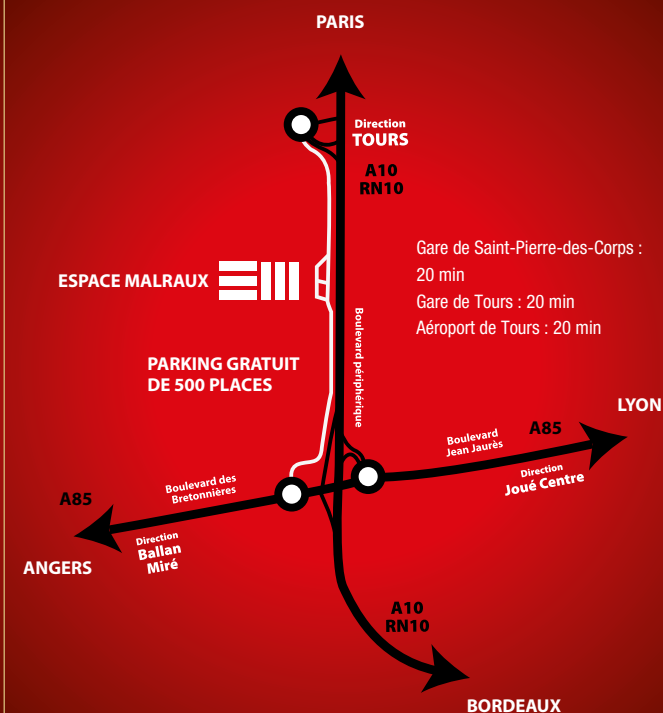 PARIS
Direction
TOURS
A10
RN10
Gare de Saint-Pierre-des-Corps :
20 min
Gare de Tours : 20 min
Aéroport de Tours : 20 min
ESPACE MALRAUX
Boulevard périphérique
PARKING GRATUIT
DE 500 PLACES
LYON
A85
Boulevard
Jean Jaurès
Direction
Joué Centre
Boulevard des
Bretonnières
A85
Direction
Ballan
Miré
ANGERS
A10
RN10
BORDEAUX